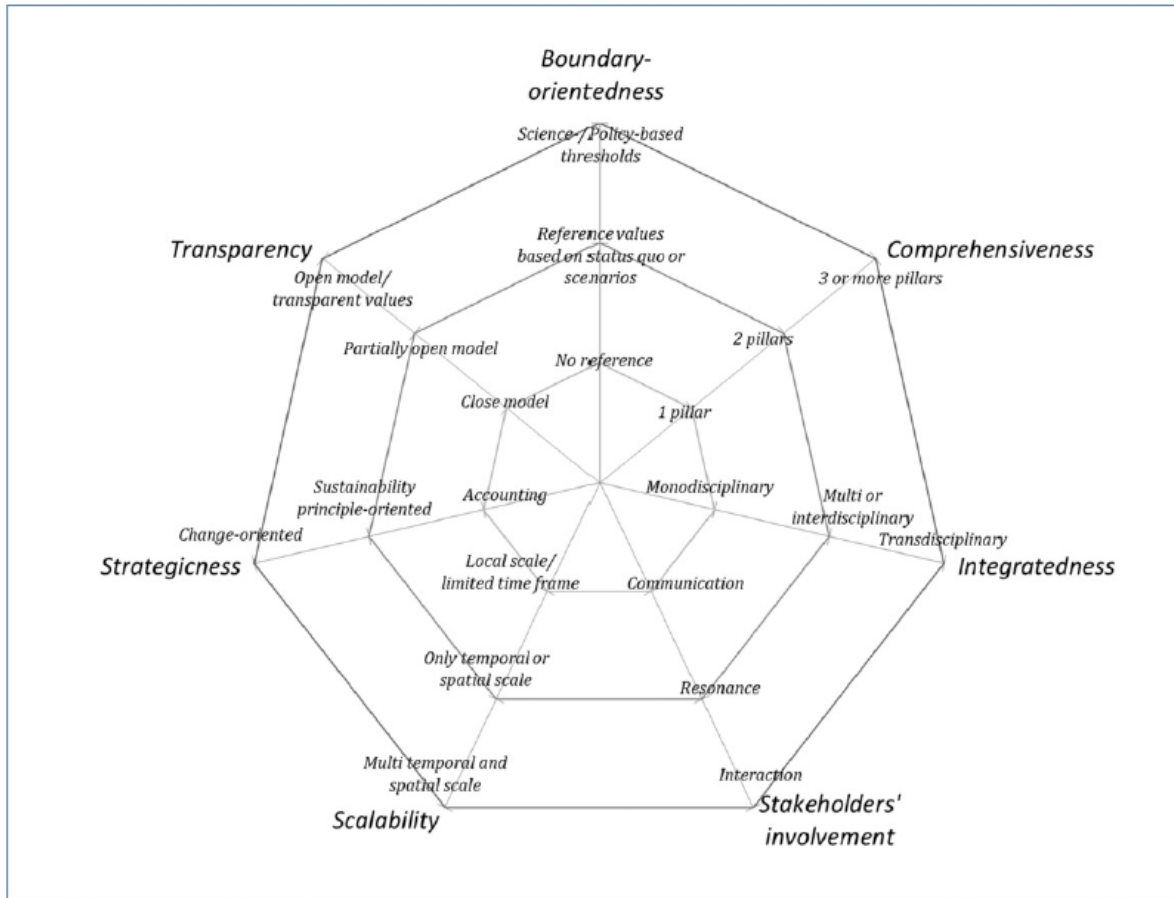 Boundary-
orientedness
Science-/Policy-based
thresholds
Transparency
Reference values
based on status quo or
scenarios
Comprehensiveness
Open model/
transparent values
3 or more pillars
Partially open model
2 pillars
No reference
Close model
1 pillar
Sustainability
principle-oriented
Accounting
Monodisciplinary
Multi or
interdisciplinary
Change-oriented
Transdisciplinary
Strategicness
Integratedness
Local scale/
limited time frame
Communication
Only temporal or
spatial scale
Resonance
Multi temporal and
spatial scale
Interaction
Scalability
Stakeholders'
involvement